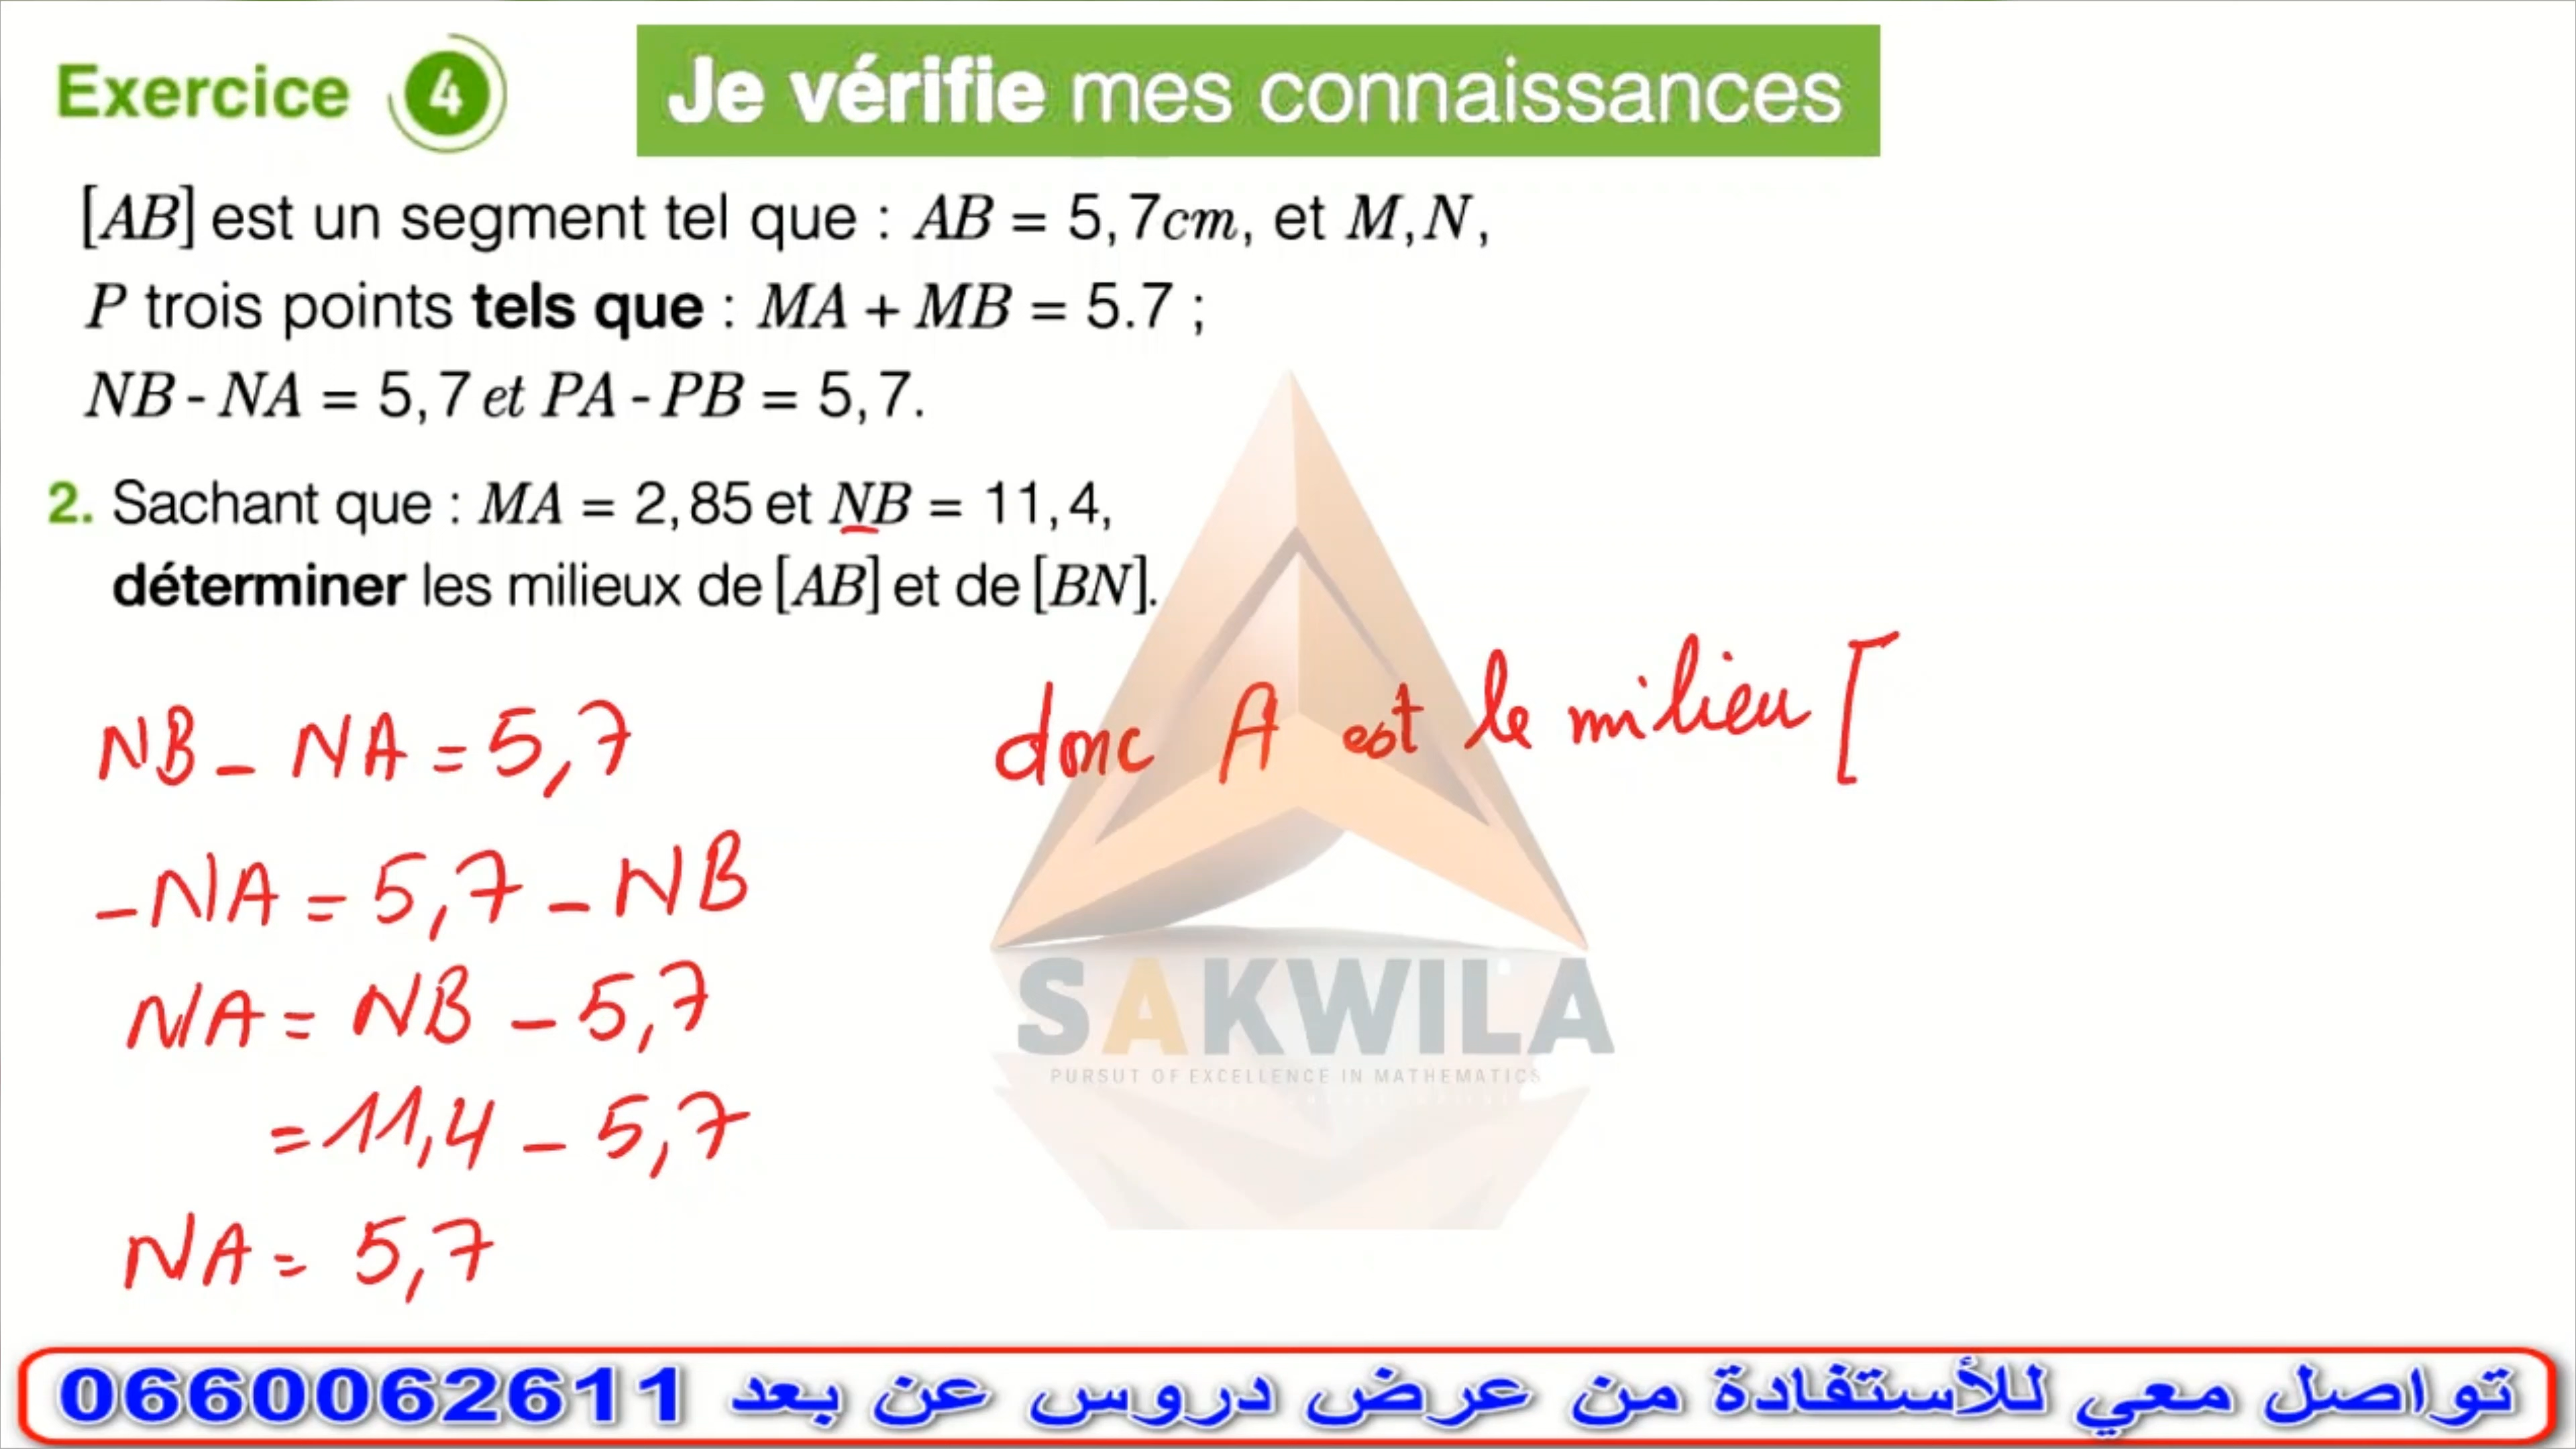 Exercice 4
Je vérifie mes connaissances
[AB] est un segment tel que : AB = 5,7cm, et M,N,
P trois points tels que : MA + MB = 5.7 ;
NB - NA = 5,7 et PA - PB = 5,7.
2. Sachant que : MA = 2,85 et NB = 11,4,
déterminer les milieux de [AB] et de [BN].
NB - NA = 5,7
-NA = 5,7 - NB
NA = NB - 5,7
= 11,4 - 5,7
NA = 5,7
donc A est le milieu [
SAKWILA
PURSUT OF EXCELLENCE IN MATHEMATICS
تواصل معي للأستفادة من عرض دروس عن بعد 0660062611